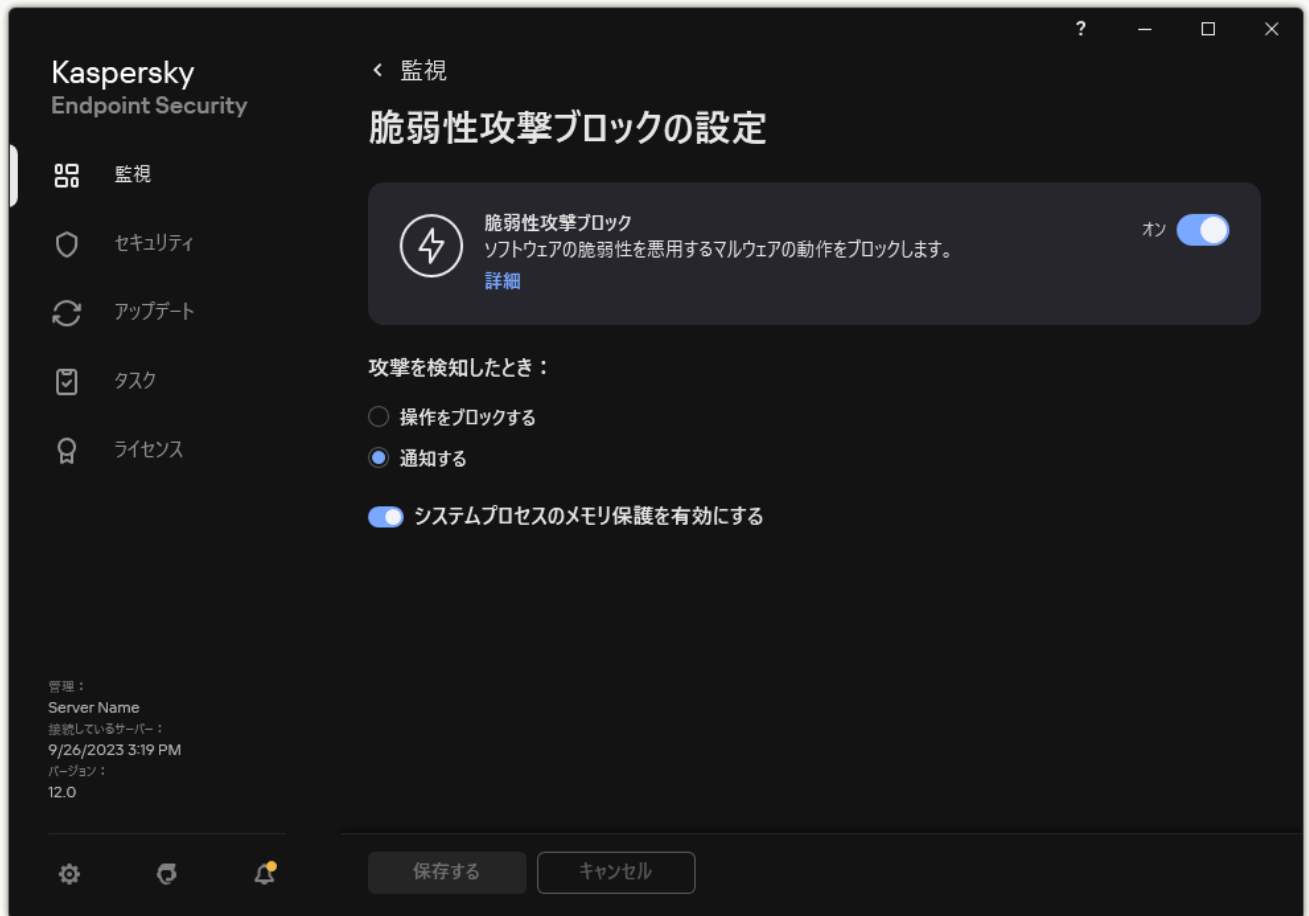 ?
Kaspersky
Endpoint Security
監視
セキュリティ
アップデート
タスク
ライセンス
管理：
Server Name
接続しているサーバー：
9/26/2023 3:19 PM
バージョン：
12.0
監視
脆弱性攻撃ブロックの設定
脆弱性攻撃ブロック
ソフトウェアの脆弱性を悪用するマルウェアの動作をブロックします。
詳細
オン
攻撃を検知したとき：
操作をブロックする
通知する
システムプロセスのメモリ保護を有効にする
保存する
キャンセル